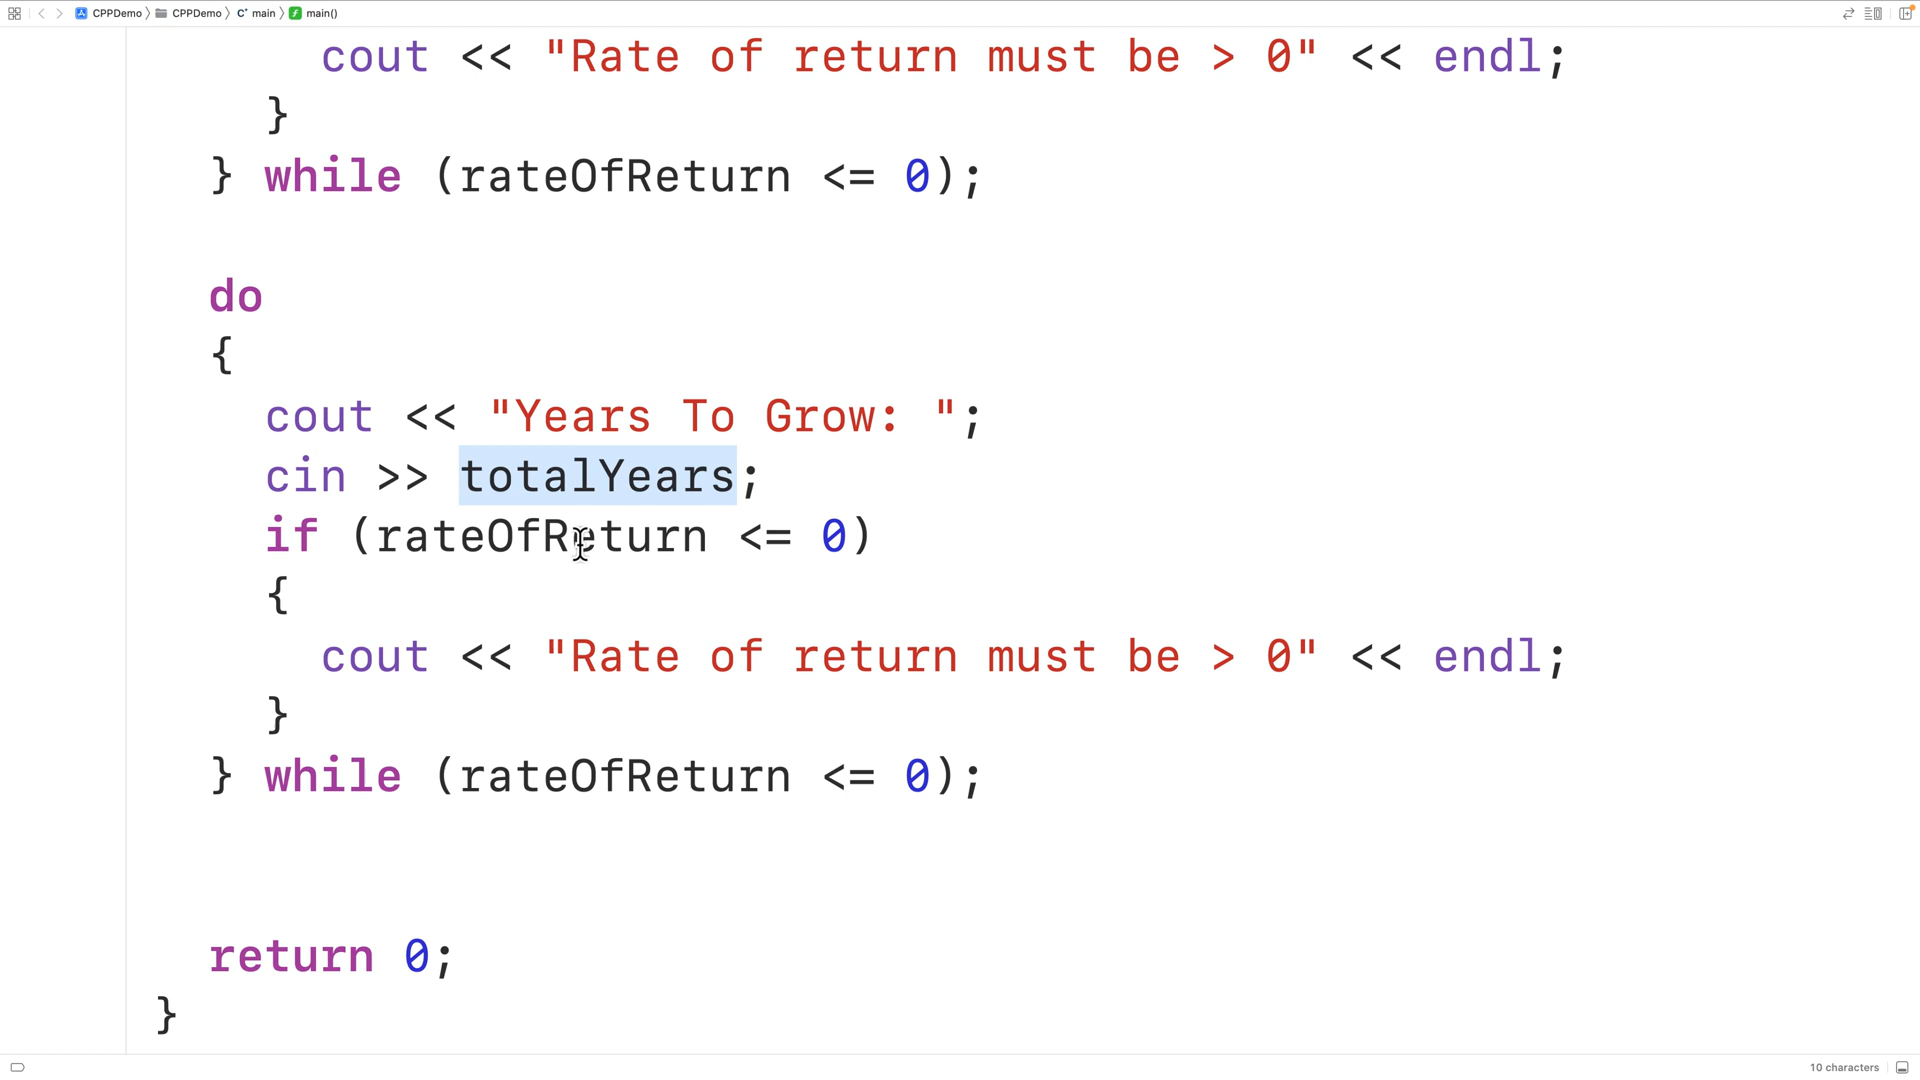 CPPDemo CPPDemo main main()
cout << "Rate of return must be > 0" << endl;
}
} while (rateOfReturn <= 0);
do
{
cout << "Years To Grow: ";
cin >> totalYears;
if (rateOfReturn <= 0)
{
cout << "Rate of return must be > 0" << endl;
}
} while (rateOfReturn <= 0);
return 0;
}
10 characters